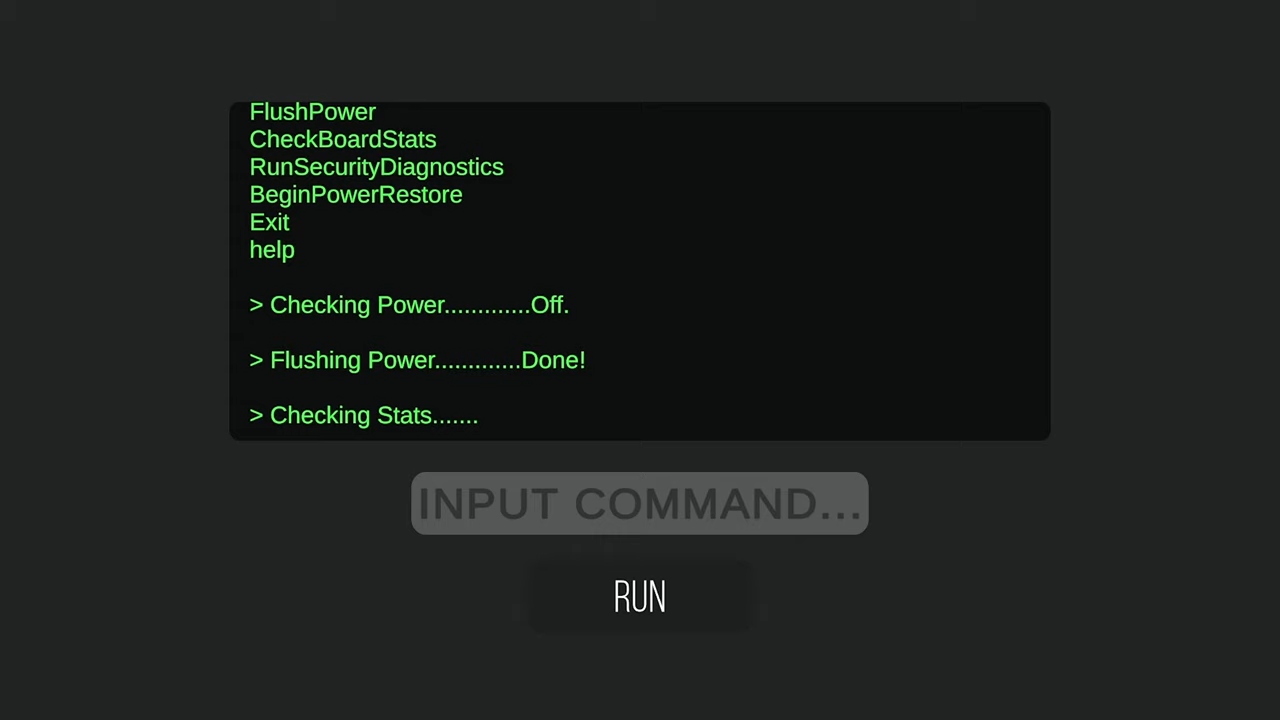 FlushPower
CheckBoardStats
RunSecurityDiagnostics
BeginPowerRestore
Exit
help
> Checking Power.............Off.
> Flushing Power.............Done!
> Checking Stats.......
INPUT COMMAND...
RUN